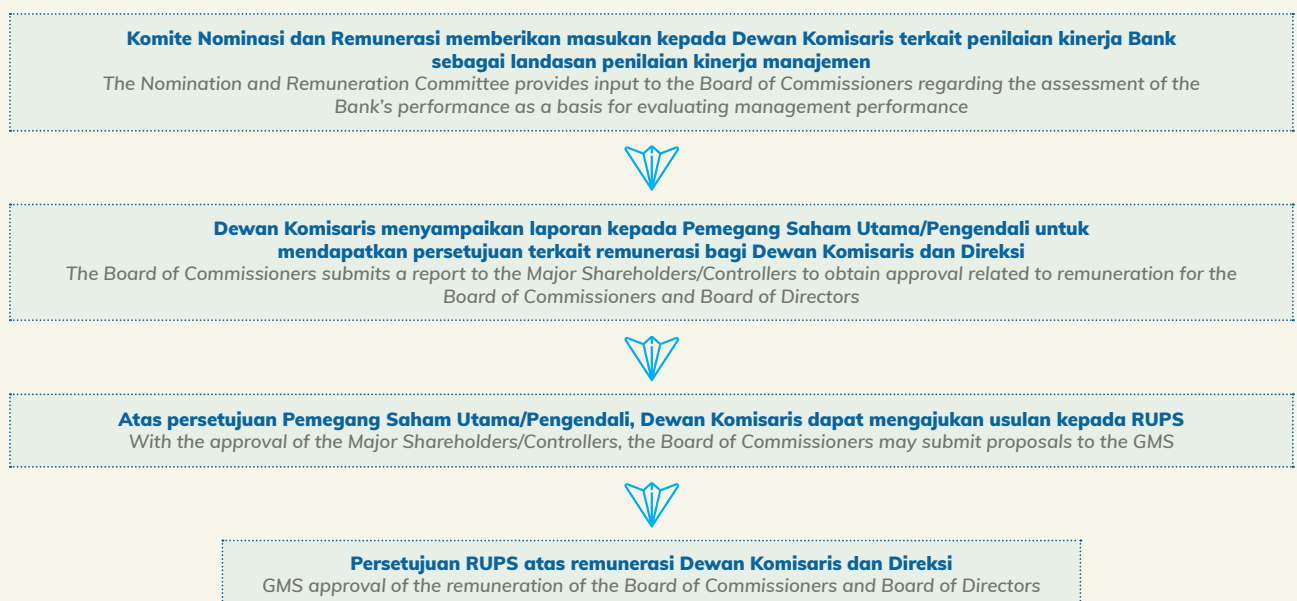 Komite Nominasi dan Remunerasi memberikan masukan kepada Dewan Komisaris terkait penilaian kinerja Bank
sebagai landasan penilaian kinerja manajemen
The Nomination and Remuneration Committee provides input to the Board of Commissioners regarding the assessment of the
Bank's performance as a basis for evaluating management performance
Dewan Komisaris menyampaikan laporan kepada Pemegang Saham Utama/Pengendali untuk
mendapatkan persetujuan terkait remunerasi bagi Dewan Komisaris dan Direksi
The Board of Commissioners submits a report to the Major Shareholders/Controllers to obtain approval related to remuneration for the
Board of Commissioners and Board of Directors
Atas persetujuan Pemegang Saham Utama/Pengendali, Dewan Komisaris dapat mengajukan usulan kepada RUPS
With the approval of the Major Shareholders/Controllers, the Board of Commissioners may submit proposals to the GMS
Persetujuan RUPS atas remunerasi Dewan Komisaris dan Direksi
GMS approval of the remuneration of the Board of Commissioners and Board of Directors